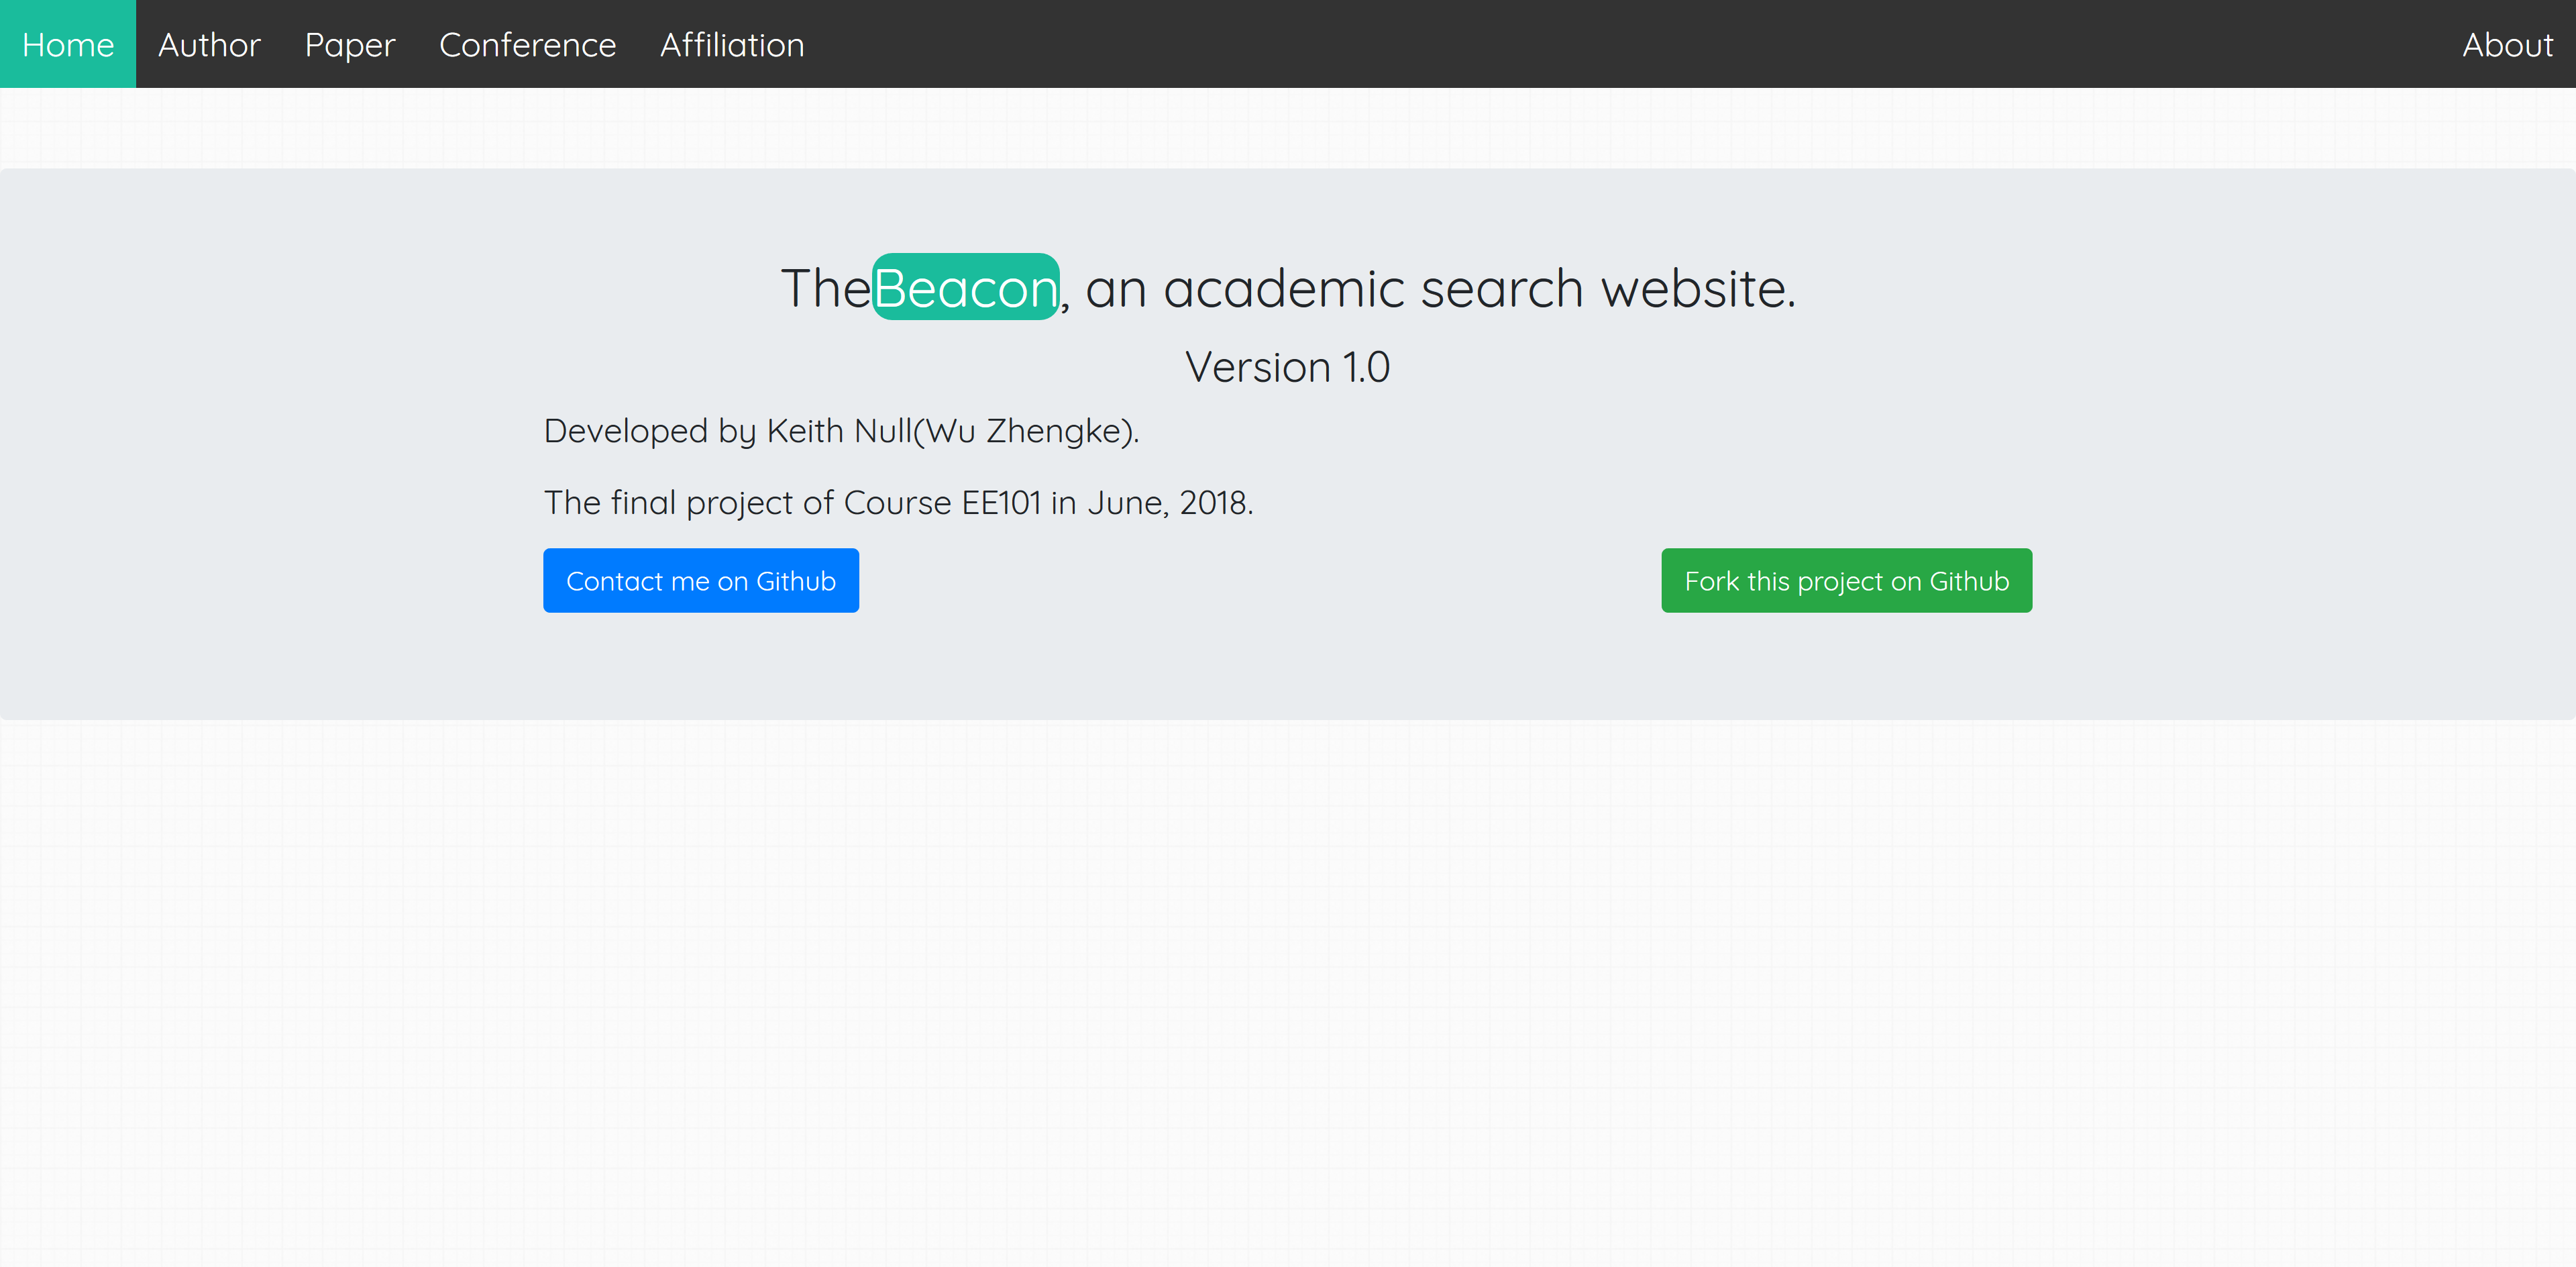 Home Author Paper Conference Affiliation About
TheBeacon, an academic search website.
Version 1.0
Developed by Keith Null(Wu Zhengke).
The final project of Course EE101 in June, 2018.
Contact me on Github Fork this project on Github